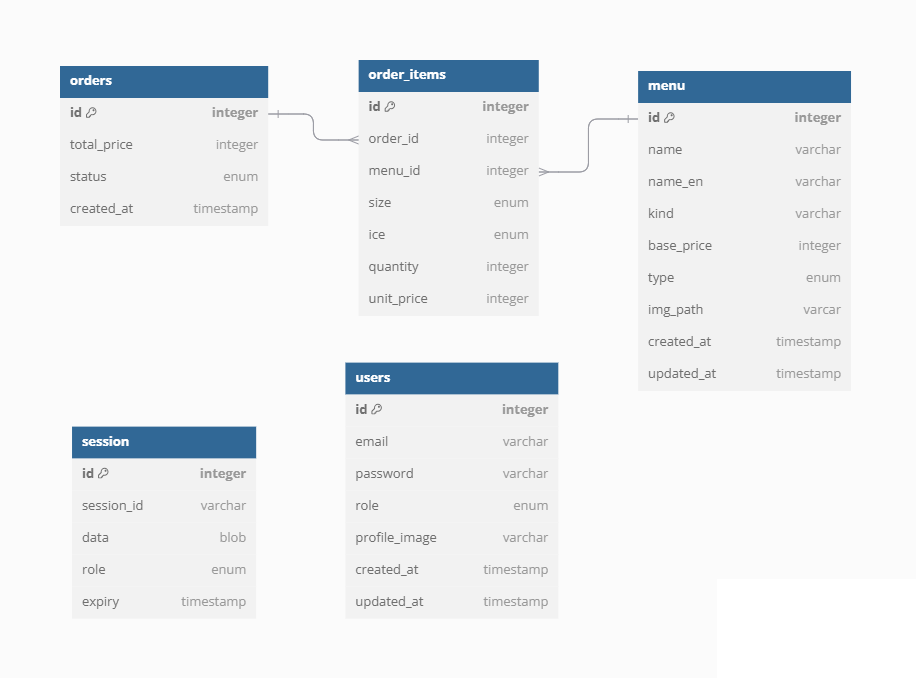 orders
id integer
total_price integer
status enum
created_at timestamp
order_items
id integer
order_id integer
menu_id integer
size enum
ice enum
quantity integer
unit_price integer
menu
id integer
name varchar
name_en varchar
kind varchar
base_price integer
type enum
img_path varcar
created_at timestamp
updated_at timestamp
session
id integer
session_id varchar
data blob
role enum
expiry timestamp
users
id integer
email varchar
password varchar
role enum
profile_image varchar
created_at timestamp
updated_at timestamp